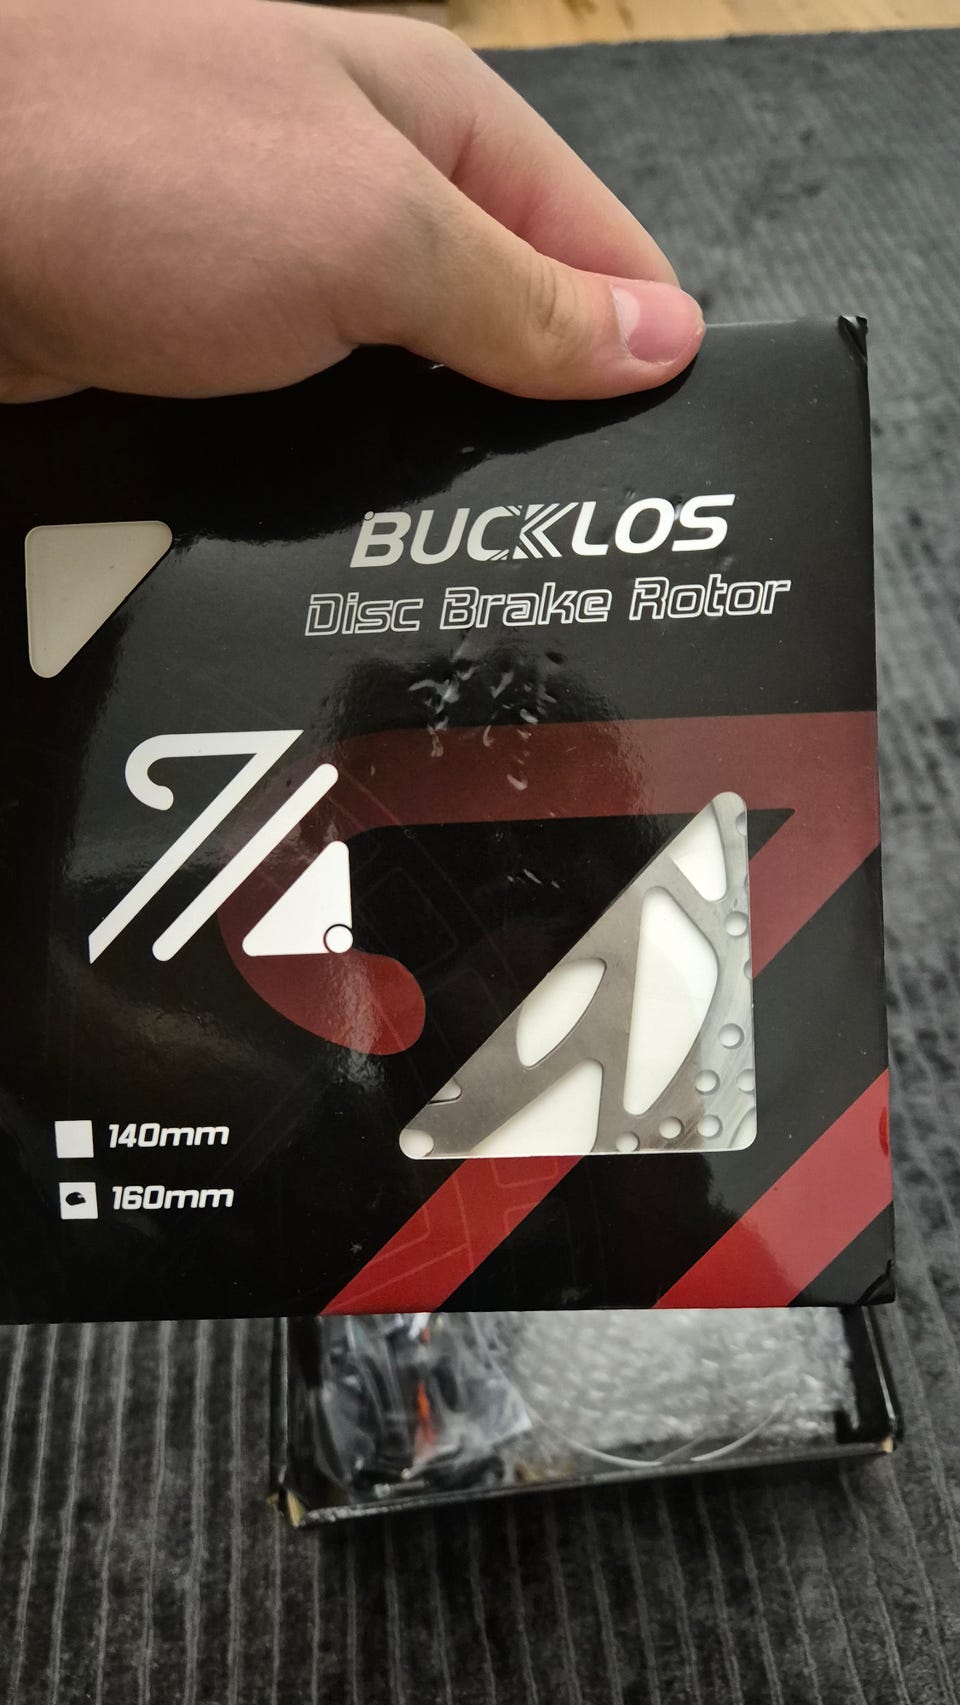 BUCKLOS
Disc Brake Rotor
140mm
160mm